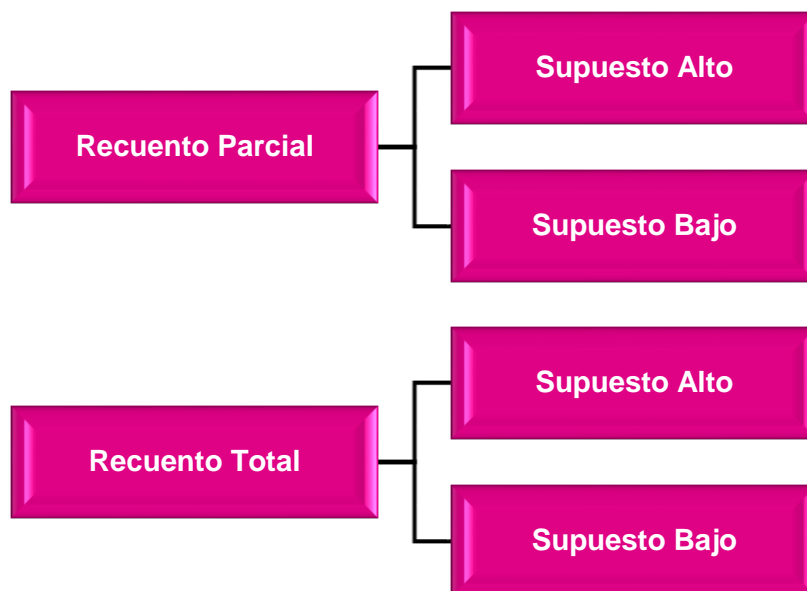 Recuento Parcial
Supuesto Alto
Supuesto Bajo
Recuento Total
Supuesto Alto
Supuesto Bajo